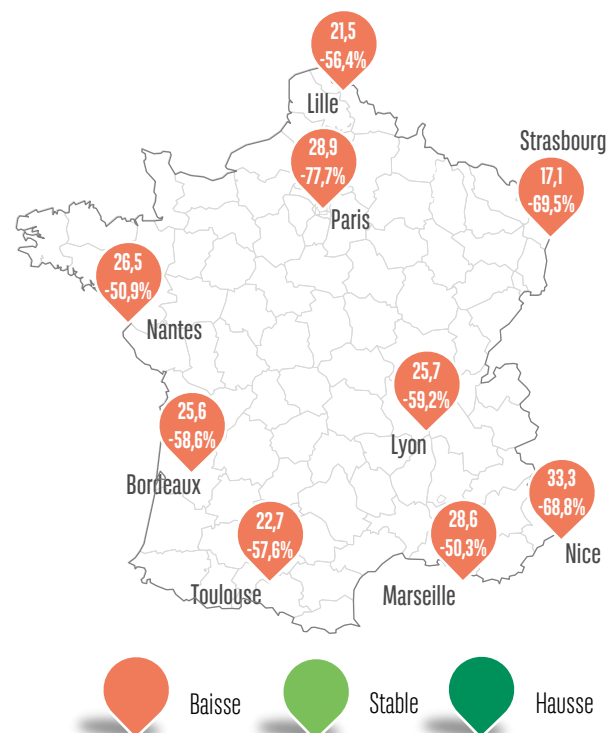 21,5
-56,4%
Lille
28,9
-77,7%
Paris
Strasbourg
17,1
-69,5%
26,5
-50,9%
Nantes
25,7
-59,2%
Lyon
25,6
-58,6%
Bordeaux
33,3
-68,8%
Nice
22,7
-57,6%
Toulouse
28,6
-50,3%
Marseille
Baisse
Stable
Hausse